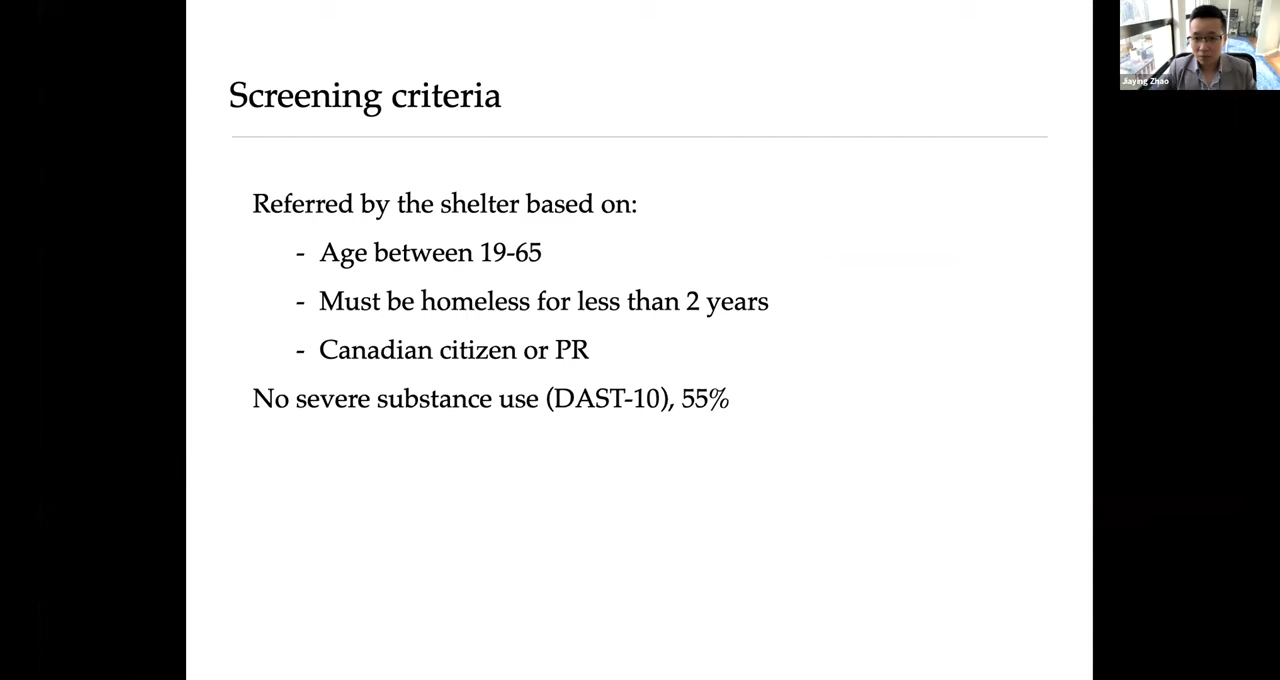 Screening criteria
Jiaying Zhao
Referred by the shelter based on:
- Age between 19-65
- Must be homeless for less than 2 years
- Canadian citizen or PR
No severe substance use (DAST-10), 55%